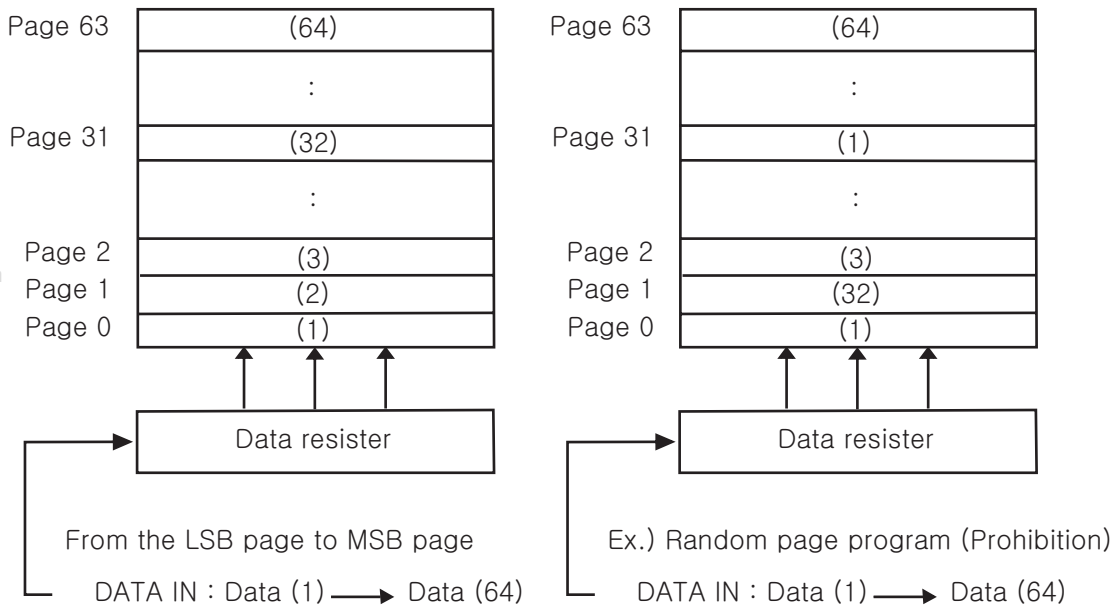 Page 63
(64)
:
Page 31
(32)
:
Page 2
(3)
Page 1
(2)
Page 0
(1)
Data resister
From the LSB page to MSB page
DATA IN : Data (1) → Data (64)
Page 63
(64)
:
Page 31
(1)
:
Page 2
(3)
Page 1
(32)
Page 0
(1)
Data resister
Ex.) Random page program (Prohibition)
DATA IN : Data (1) → Data (64)